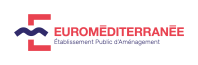 EUROMÉDITERRANÉE
Établissement Public d'Aménagement